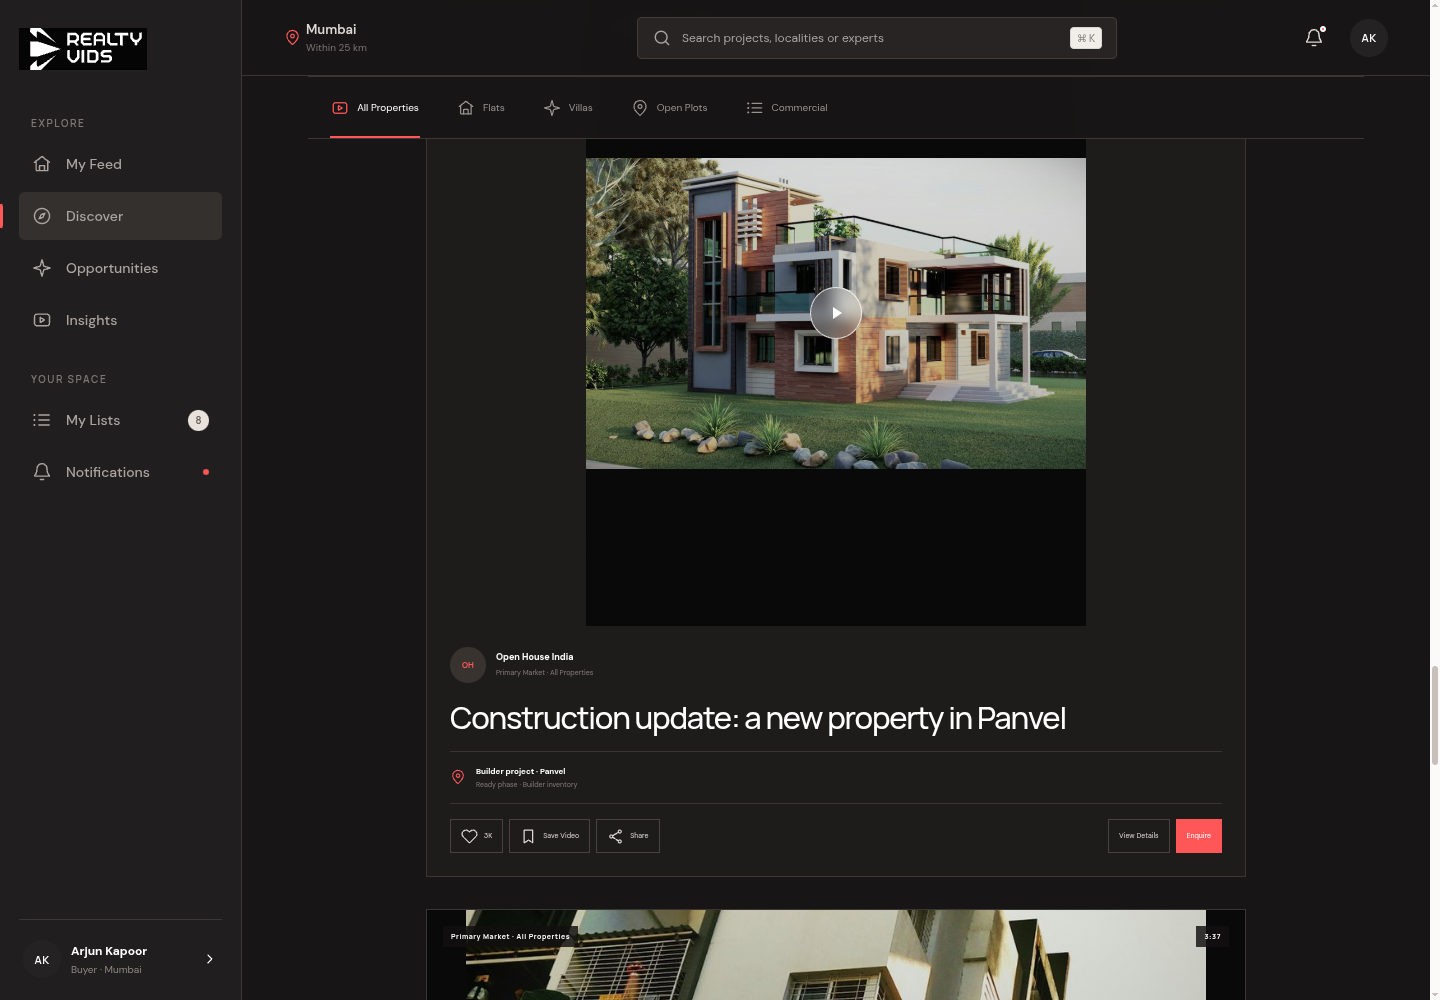 REALTY
VIDS
Mumbai
Within 25 km
Search projects, localities or experts
⌘ K
AK
EXPLORE
My Feed
Discover
Opportunities
Insights
YOUR SPACE
My Lists
8
Notifications
All Properties
Flats
Villas
Open Plots
Commercial
OH
Open House India
Primary Market · All Properties
Construction update: a new property in Panvel
Builder project · Panvel
Ready phase · Builder inventory
3K
Save Video
Share
View Details
Enquire
Primary Market · All Properties
3:37
AK
Arjun Kapoor
Buyer · Mumbai